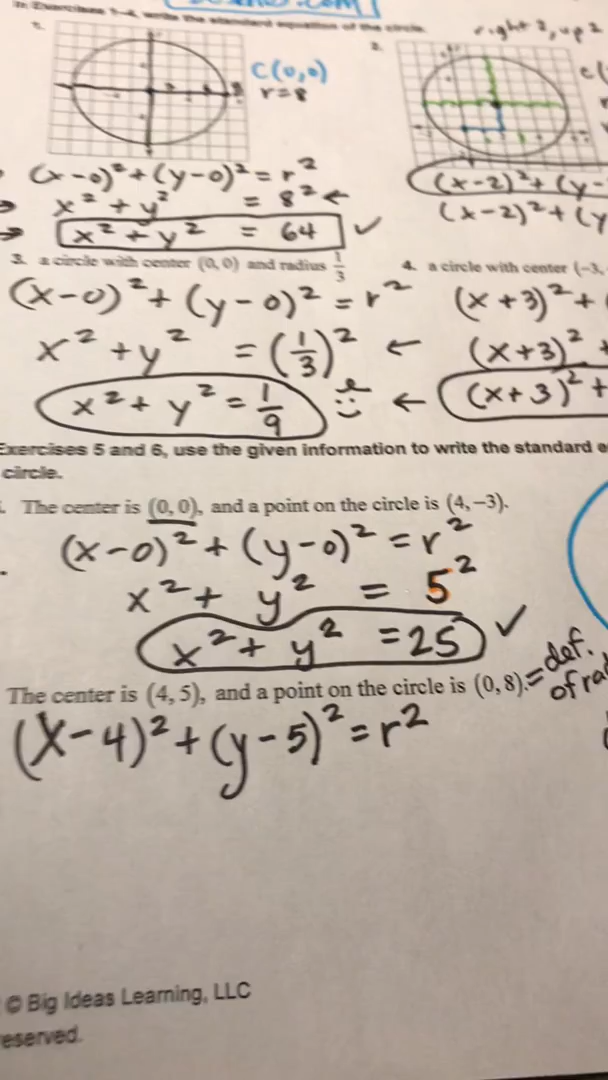 In Exercises 1–4, write the standard equation of the circle.
1.
C(0,0)
r=8
(x-0)²+(y-0)²=r²
x²+y² = 8² ←
x²+y² = 64 ✓
right 2, up 2
2.
C(
(x-2)²+(y-
(x-2)²+(y
3. a circle with center (0, 0) and radius 1/3
(x-0)²+(y-0)²=r²
x²+y² = (1/3)² ←
x²+y²=1/9
4. a circle with center (−3,
(x+3)²+
(x+3)²+
← (x+3)²+
Exercises 5 and 6, use the given information to write the standard e
circle.
The center is (0, 0), and a point on the circle is (4, −3).
(x-0)²+(y-0)²=r²
x²+y² = 5²
x²+y² =25 ✓
The center is (4, 5), and a point on the circle is (0, 8).
= def.
of ra
(x-4)²+(y-5)²=r²
© Big Ideas Learning, LLC
eserved.